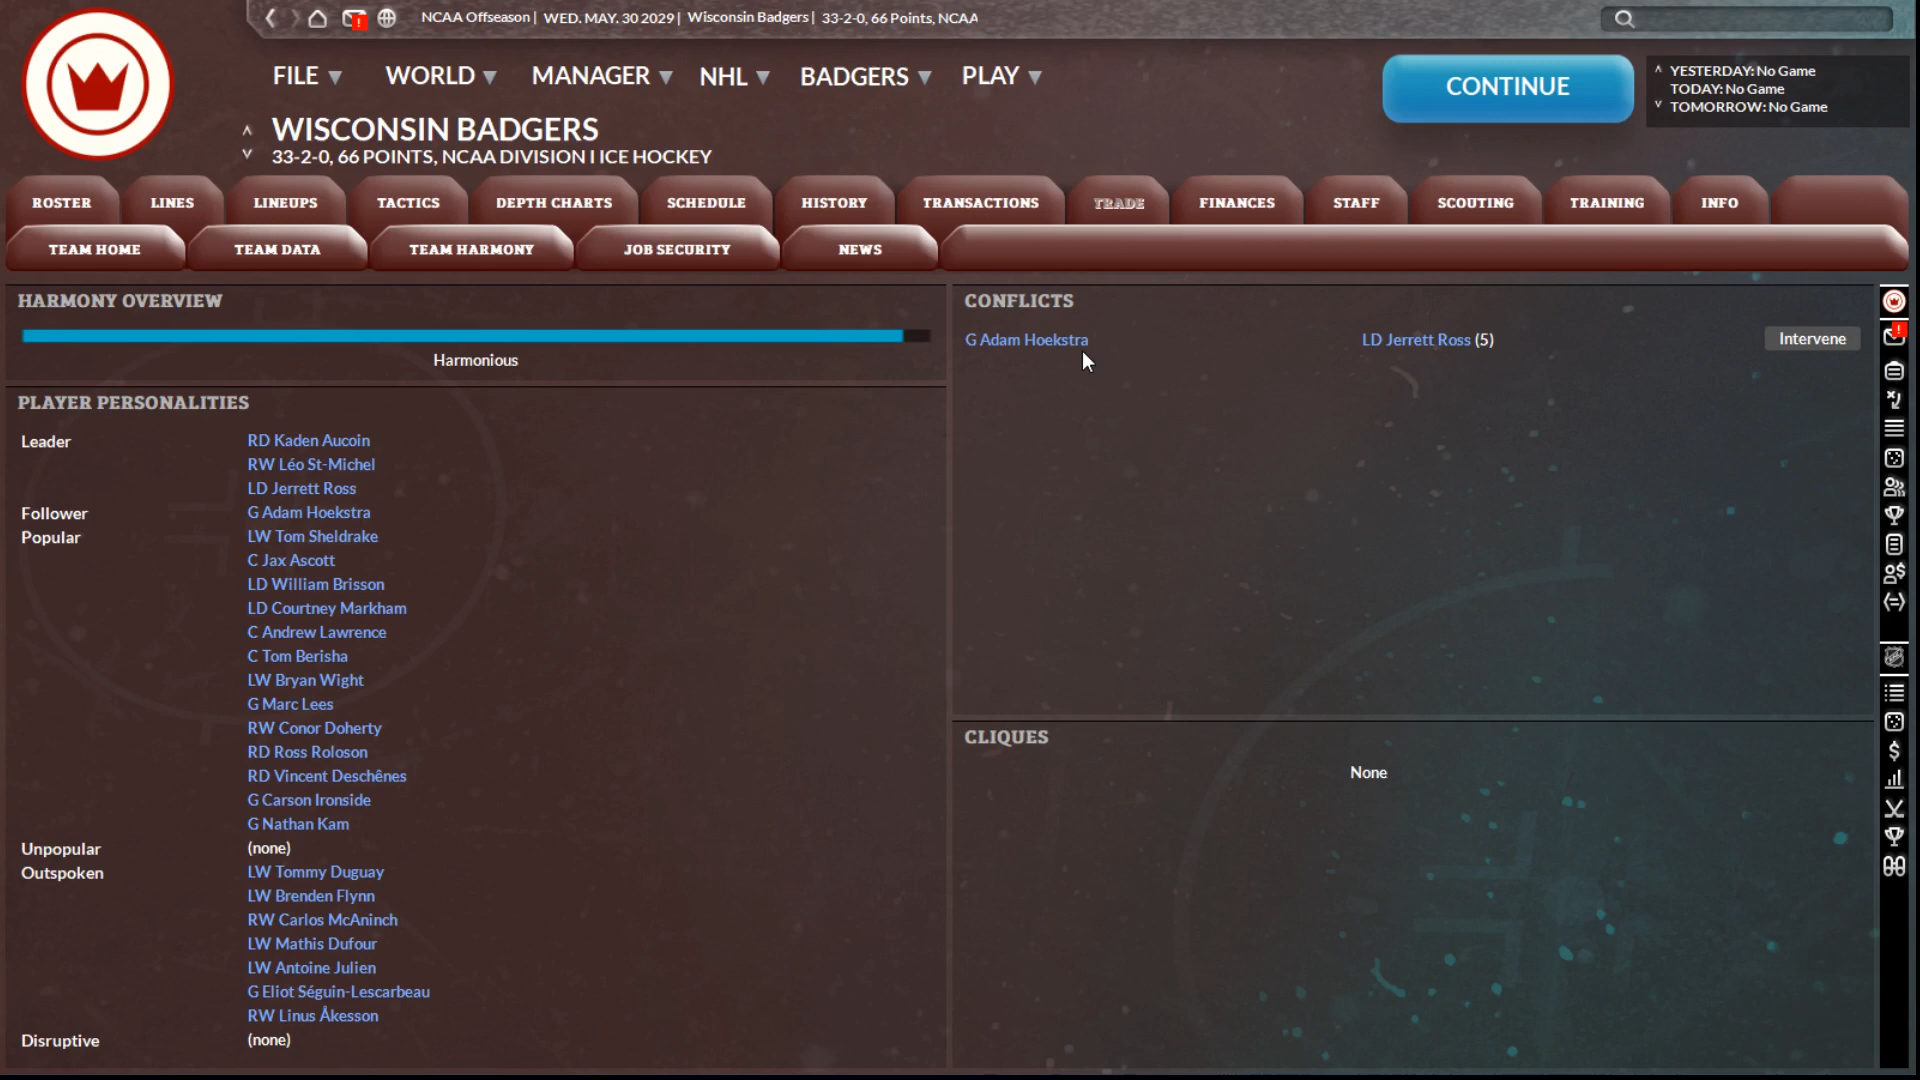 NCAA Offseason | WED. MAY. 30 2029 | Wisconsin Badgers | 33-2-0, 66 Points, NCAA
FILE WORLD MANAGER NHL BADGERS PLAY
CONTINUE
YESTERDAY: No Game
TODAY: No Game
TOMORROW: No Game
WISCONSIN BADGERS
33-2-0, 66 POINTS, NCAA DIVISION I ICE HOCKEY
ROSTER LINES LINEUPS TACTICS DEPTH CHARTS SCHEDULE HISTORY TRANSACTIONS TRADE FINANCES STAFF SCOUTING TRAINING INFO
TEAM HOME TEAM DATA TEAM HARMONY JOB SECURITY NEWS
HARMONY OVERVIEW
Harmonious
PLAYER PERSONALITIES
Leader RD Kaden Aucoin
RW Léo St-Michel
LD Jerrett Ross
Follower G Adam Hoekstra
Popular LW Tom Sheldrake
C Jax Ascott
LD William Brisson
LD Courtney Markham
C Andrew Lawrence
C Tom Berisha
LW Bryan Wight
G Marc Lees
RW Conor Doherty
RD Ross Roloson
RD Vincent Deschênes
G Carson Ironside
G Nathan Kam
Unpopular (none)
Outspoken LW Tommy Duguay
LW Brenden Flynn
RW Carlos McAninch
LW Mathis Dufour
LW Antoine Julien
G Eliot Séguin-Lescarbeau
RW Linus Åkesson
Disruptive (none)
CONFLICTS
G Adam Hoekstra LD Jerrett Ross (5) Intervene
CLIQUES
None